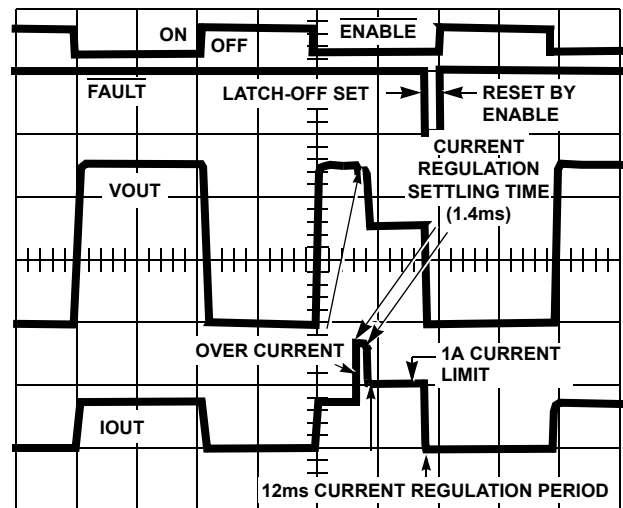 ON
OFF
ENABLE
FAULT
LATCH-OFF SET
RESET BY
ENABLE
CURRENT
REGULATION
SETTLING TIME
(1.4ms)
VOUT
OVER CURRENT
1A CURRENT
LIMIT
IOUT
12ms CURRENT REGULATION PERIOD